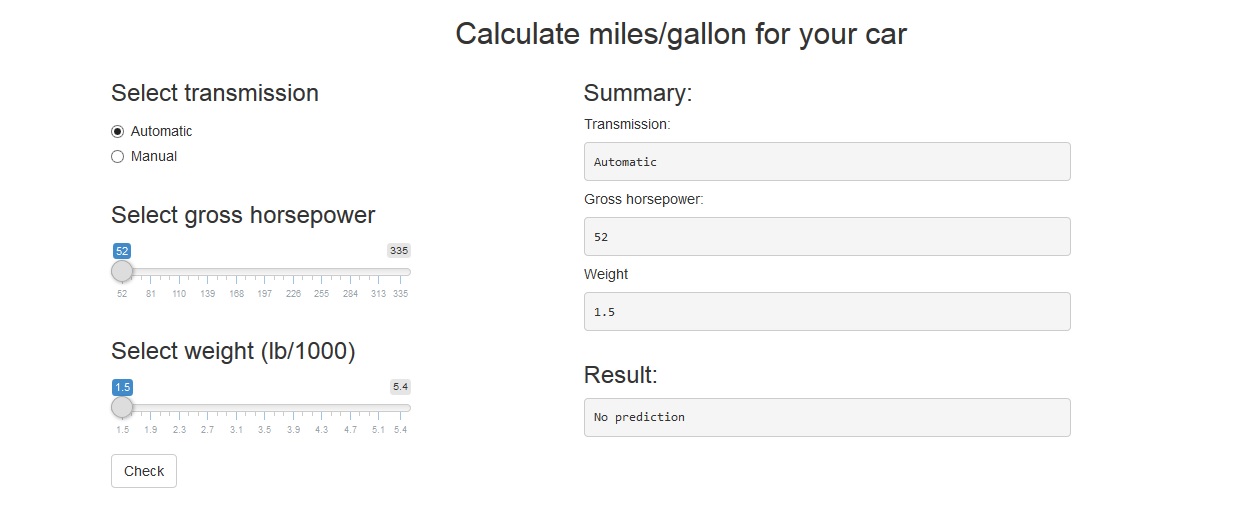 Calculate miles/gallon for your car
Select transmission
Automatic
Manual
Select gross horsepower
52 335
52 81 110 139 168 197 226 255 284 313 335
Select weight (lb/1000)
1.5 5.4
1.5 1.9 2.3 2.7 3.1 3.5 3.9 4.3 4.7 5.1 5.4
Check
Summary:
Transmission:
Automatic
Gross horsepower:
52
Weight
1.5
Result:
No prediction